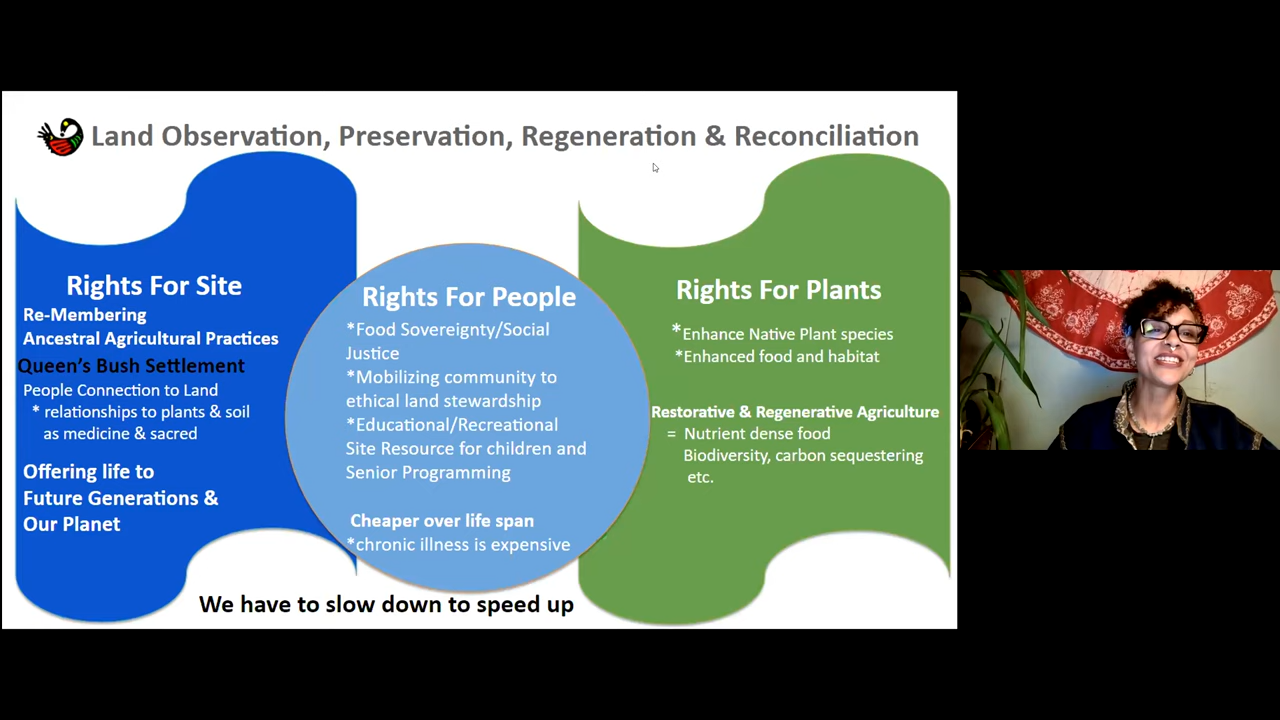 Land Observation, Preservation, Regeneration & Reconciliation
Rights For Site
Re-Membering
Ancestral Agricultural Practices
Queen's Bush Settlement
People Connection to Land
* relationships to plants & soil
as medicine & sacred
Offering life to
Future Generations &
Our Planet
Rights For People
*Food Sovereignty/Social
Justice
*Mobilizing community to
ethical land stewardship
*Educational/Recreational
Site Resource for children and
Senior Programming
Cheaper over life span
*chronic illness is expensive
Rights For Plants
*Enhance Native Plant species
*Enhanced food and habitat
Restorative & Regenerative Agriculture
= Nutrient dense food
Biodiversity, carbon sequestering
etc.
We have to slow down to speed up